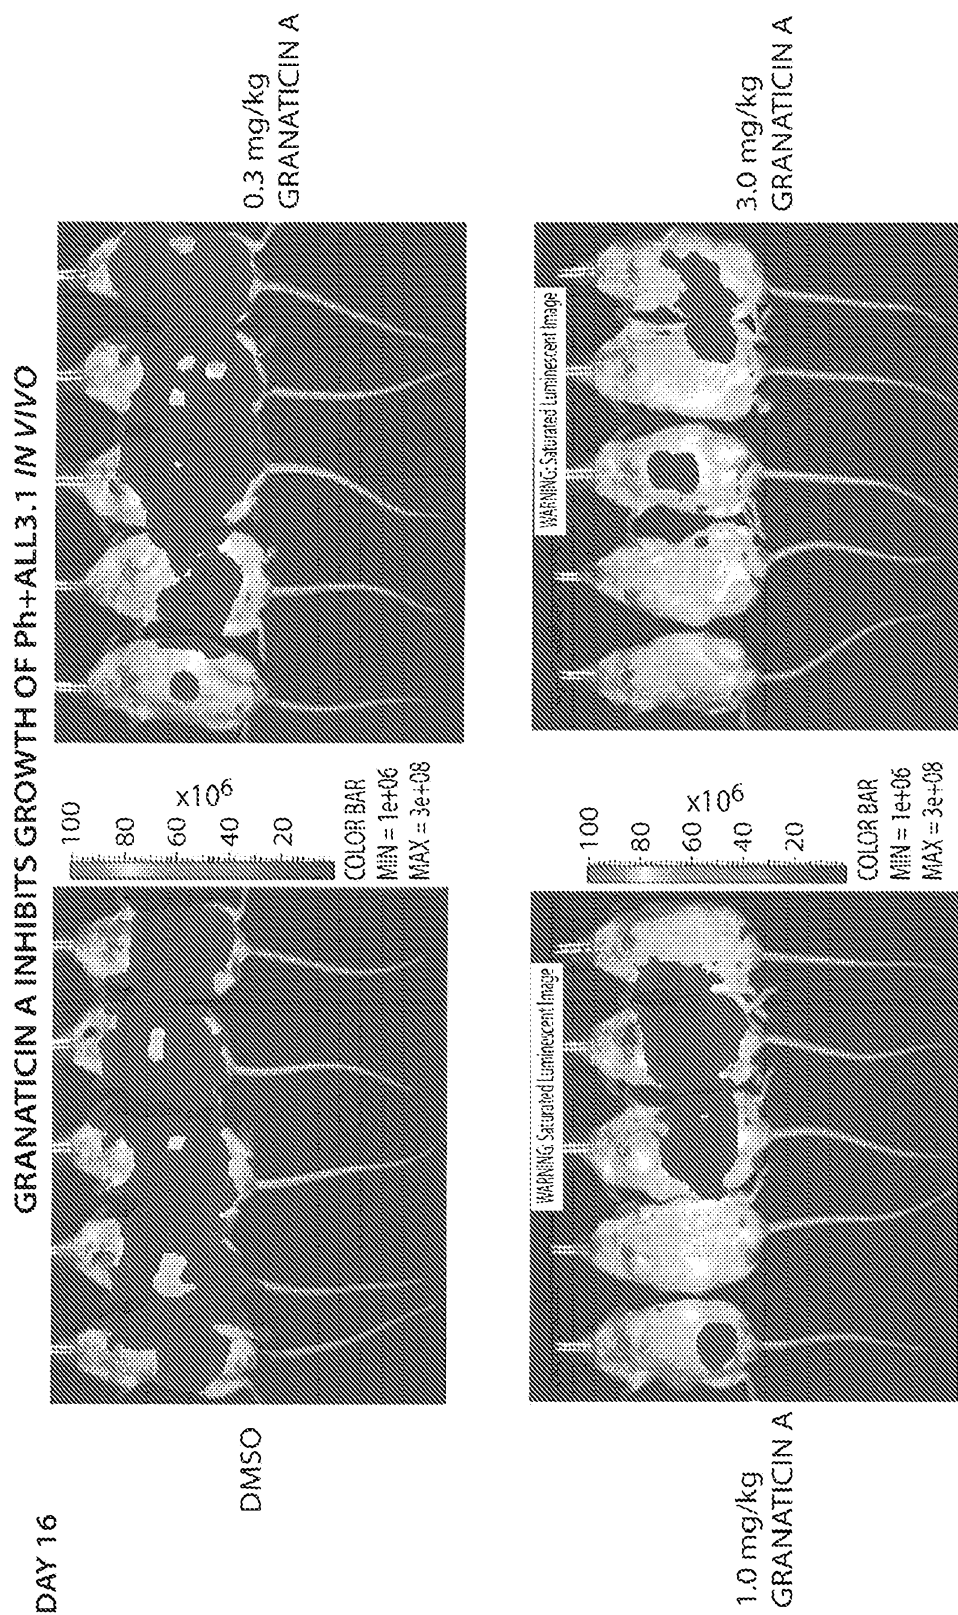 DAY 16
GRANATICIN A INHIBITS GROWTH OF Ph+ALL3.1 IN VIVO
DMSO
100
80
60
40
20
x10⁶
COLOR BAR
MIN = 1e+06
MAX = 3e+08
0.3 mg/kg
GRANATICIN A
1.0 mg/kg
GRANATICIN A
WARNING: Saturated Luminescent Image
100
80
60
40
20
x10⁶
COLOR BAR
MIN = 1e+06
MAX = 3e+08
WARNING: Saturated Luminescent Image
3.0 mg/kg
GRANATICIN A